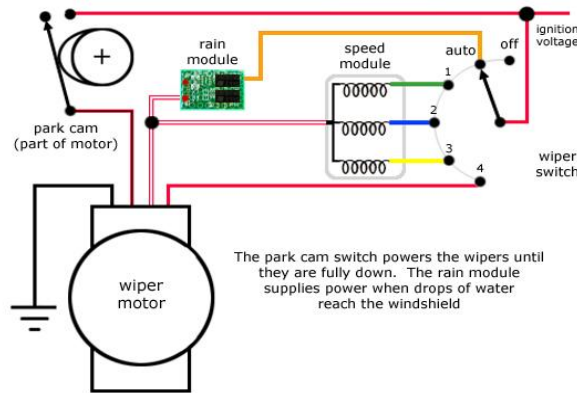 ignition
voltage
rain
module
speed
module
auto
off
1
2
3
4
+
park cam
(part of motor)
wiper
switch
wiper
motor
The park cam switch powers the wipers until
they are fully down.  The rain module
supplies power when drops of water
reach the windshield